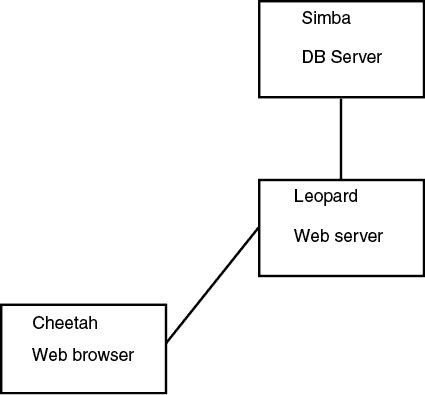 Simba
DB Server
Leopard
Web server
Cheetah
Web browser